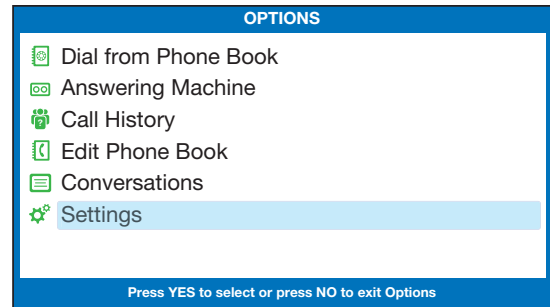 OPTIONS
Dial from Phone Book
Answering Machine
Call History
Edit Phone Book
Conversations
Settings
Press YES to select or press NO to exit Options